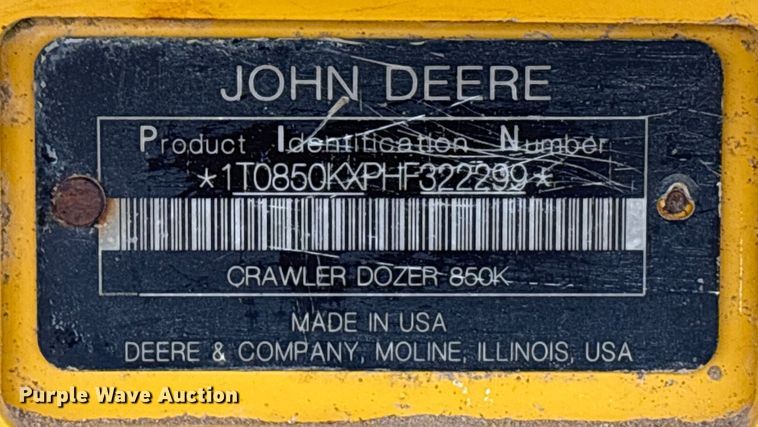 JOHN DEERE
Product Identification Number
*1T0850KXPHF322299*
CRAWLER DOZER 850K
MADE IN USA
DEERE & COMPANY, MOLINE, ILLINOIS, USA
Purple Wave Auction